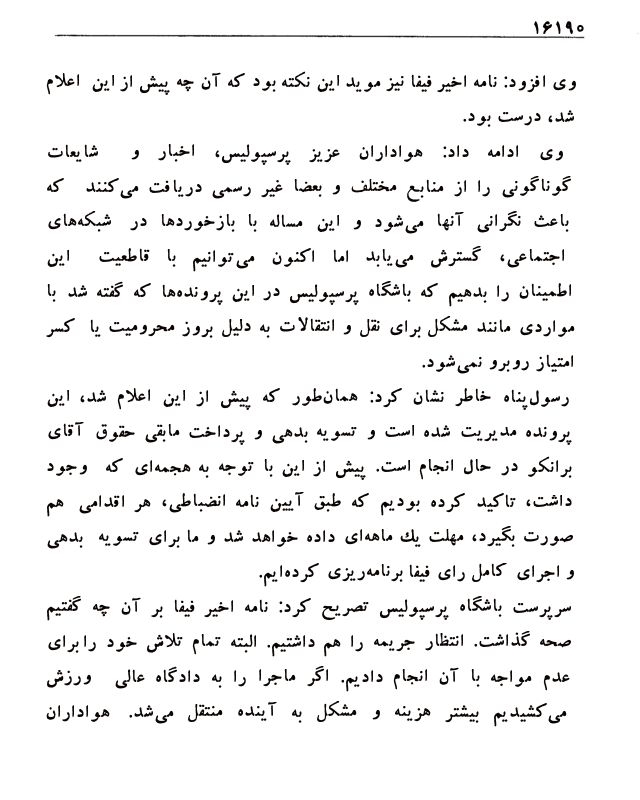 ۱۶۱۹۰
وی افزود: نامه اخیر فیفا نیز موید این نکته بود که آن چه پیش از این اعلام
شد، درست بود.
وی ادامه داد: هواداران عزیز پرسپولیس، اخبار و شایعات
گوناگونی را از منابع مختلف و بعضا غیر رسمی دریافت می‌کنند که
باعث نگرانی آنها می‌شود و این مساله با بازخوردها در شبکه‌های
اجتماعی، گسترش می‌یابد اما اکنون می‌توانیم با قاطعیت این
اطمینان را بدهیم که باشگاه پرسپولیس در این پرونده‌ها که گفته شد با
مواردی مانند مشکل برای نقل و انتقالات به دلیل بروز محرومیت یا کسر
امتیاز روبرو نمی‌شود.
رسول‌پناه خاطر نشان کرد: همان‌طور که پیش از این اعلام شد، این
پرونده مدیریت شده است و تسویه بدهی و پرداخت مابقی حقوق آقای
برانکو در حال انجام است. پیش از این با توجه به هجمه‌ای که وجود
داشت، تاکید کرده بودیم که طبق آیین نامه انضباطی، هر اقدامی هم
صورت بگیرد، مهلت یك ماهه‌ای داده خواهد شد و ما برای تسویه بدهی
و اجرای کامل رای فیفا برنامه‌ریزی کرده‌ایم.
سرپرست باشگاه پرسپولیس تصریح کرد: نامه اخیر فیفا بر آن چه گفتیم
صحه گذاشت. انتظار جریمه را هم داشتیم. البته تمام تلاش خود را برای
عدم مواجه با آن انجام دادیم. اگر ماجرا را به دادگاه عالی ورزش
می‌کشیدیم بیشتر هزینه و مشکل به آینده منتقل می‌شد. هواداران